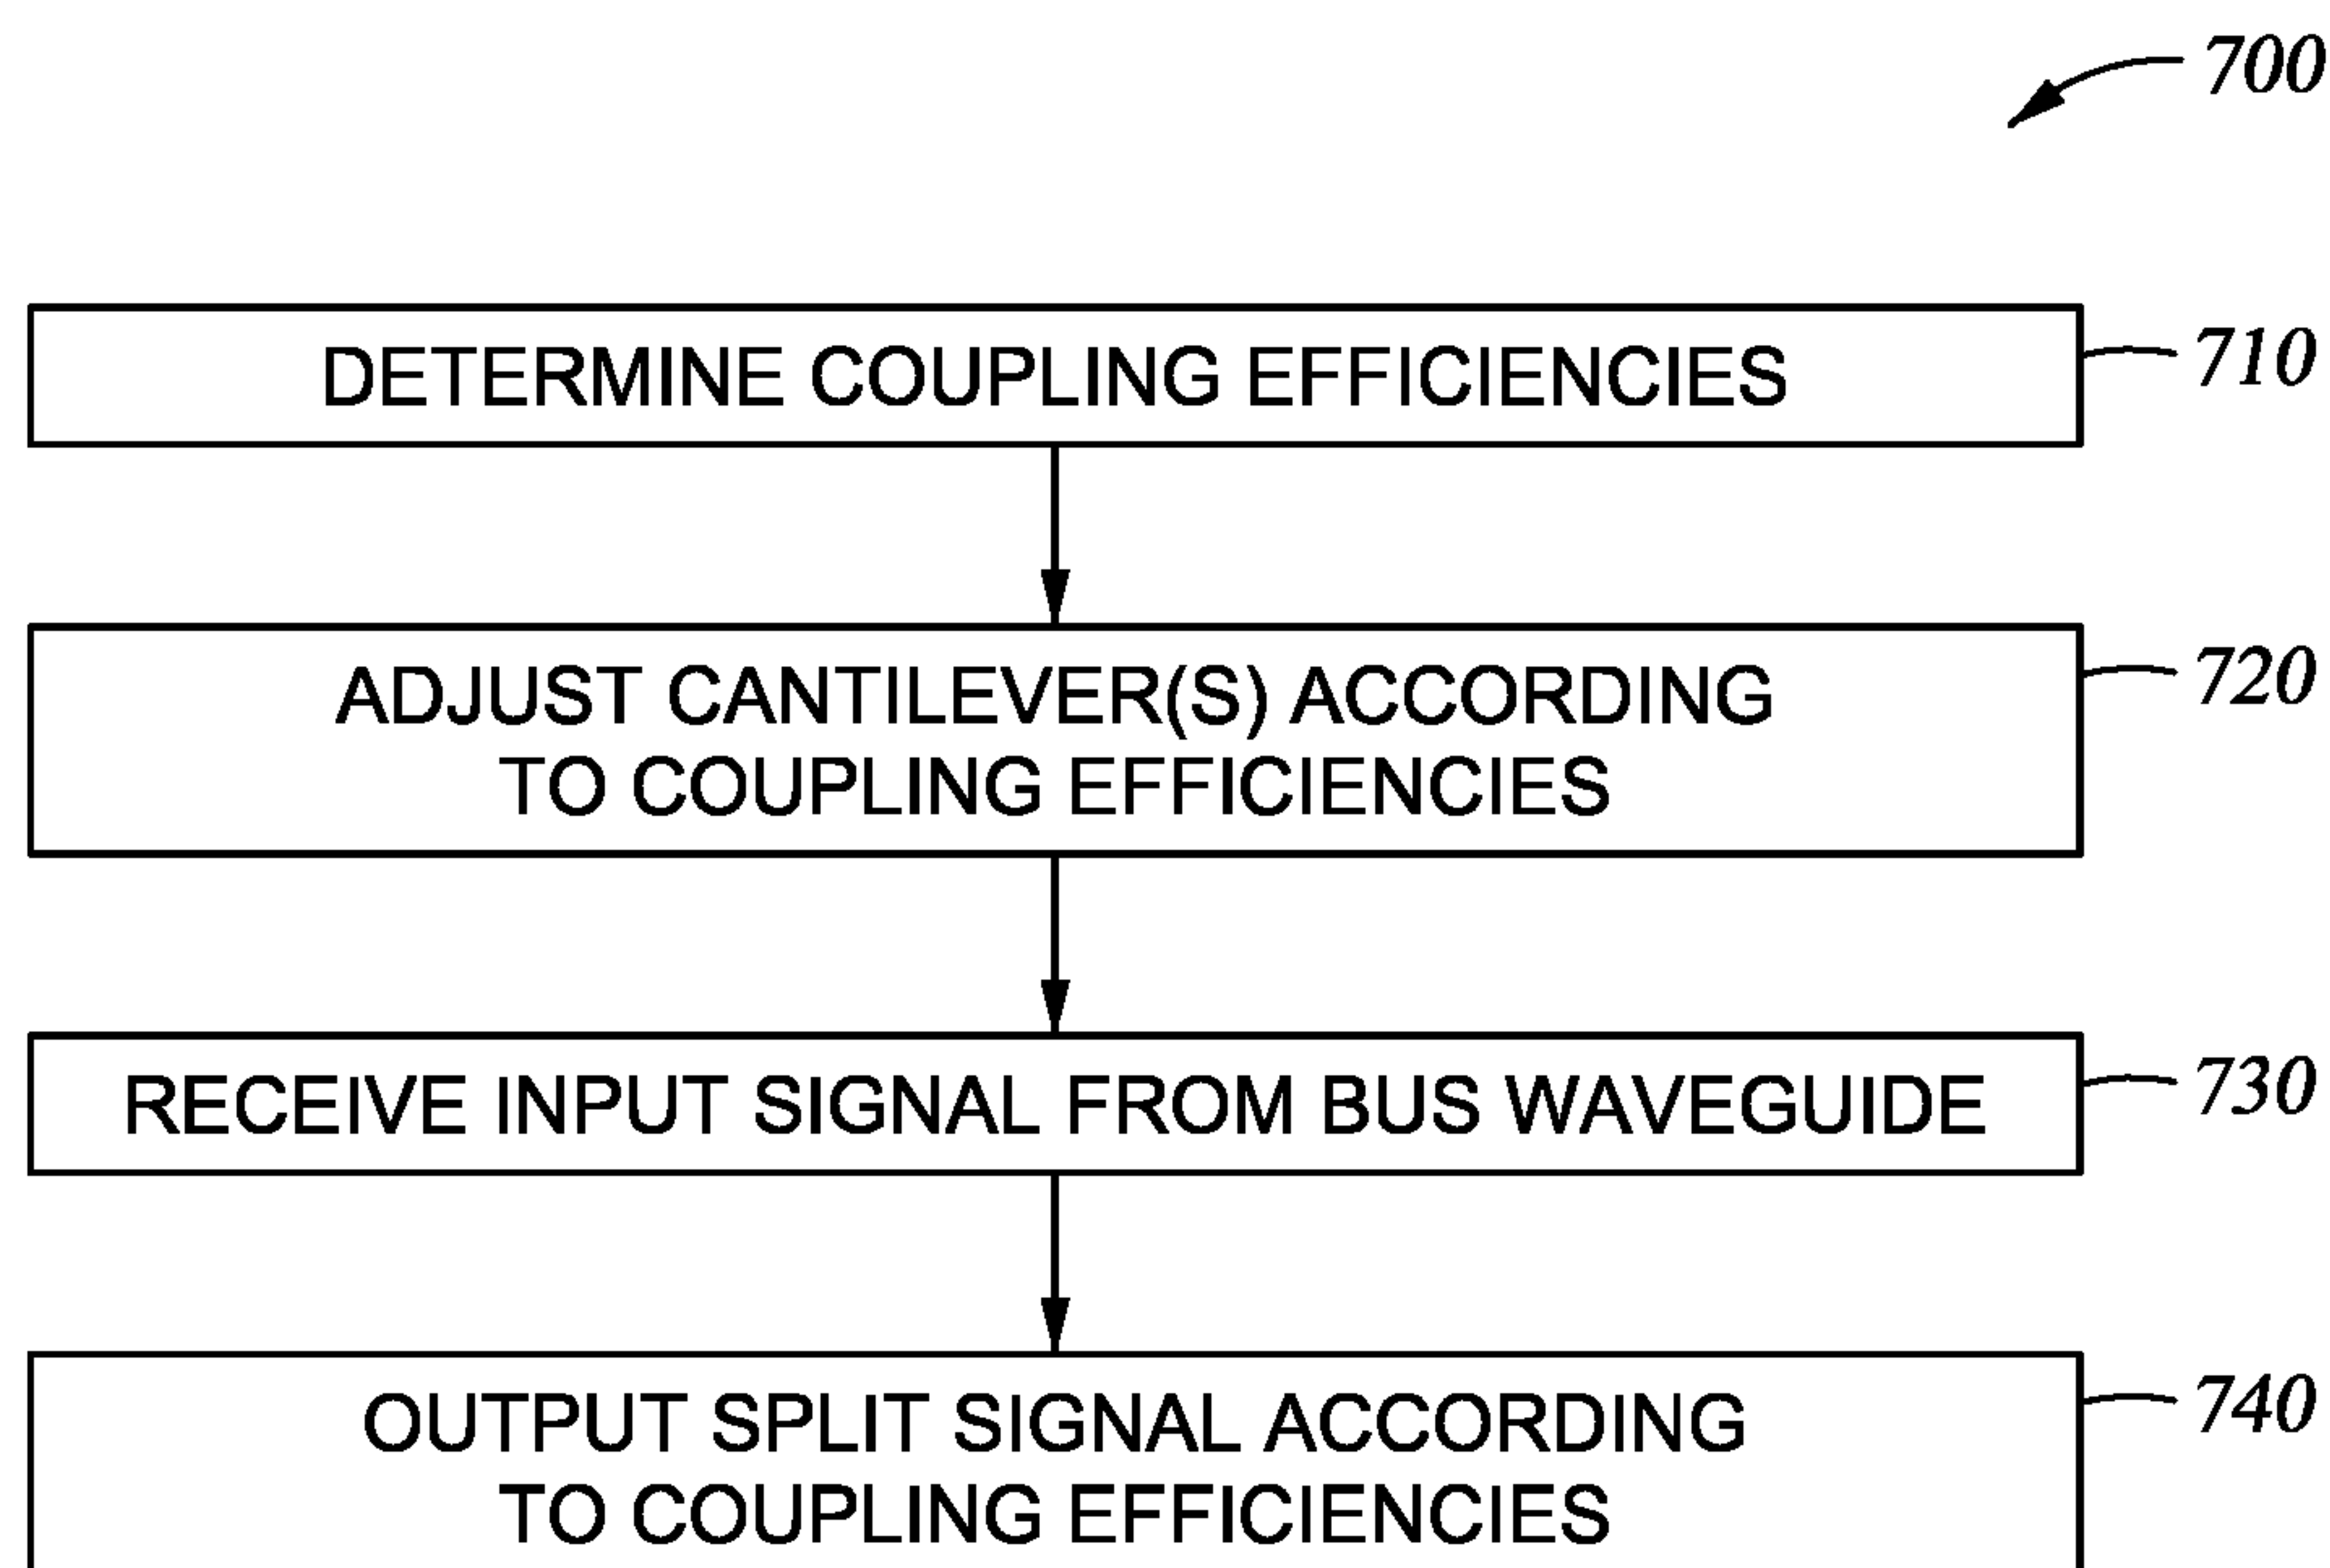 700
DETERMINE COUPLING EFFICIENCIES
710
ADJUST CANTILEVER(S) ACCORDING
TO COUPLING EFFICIENCIES
720
RECEIVE INPUT SIGNAL FROM BUS WAVEGUIDE
730
OUTPUT SPLIT SIGNAL ACCORDING
TO COUPLING EFFICIENCIES
740